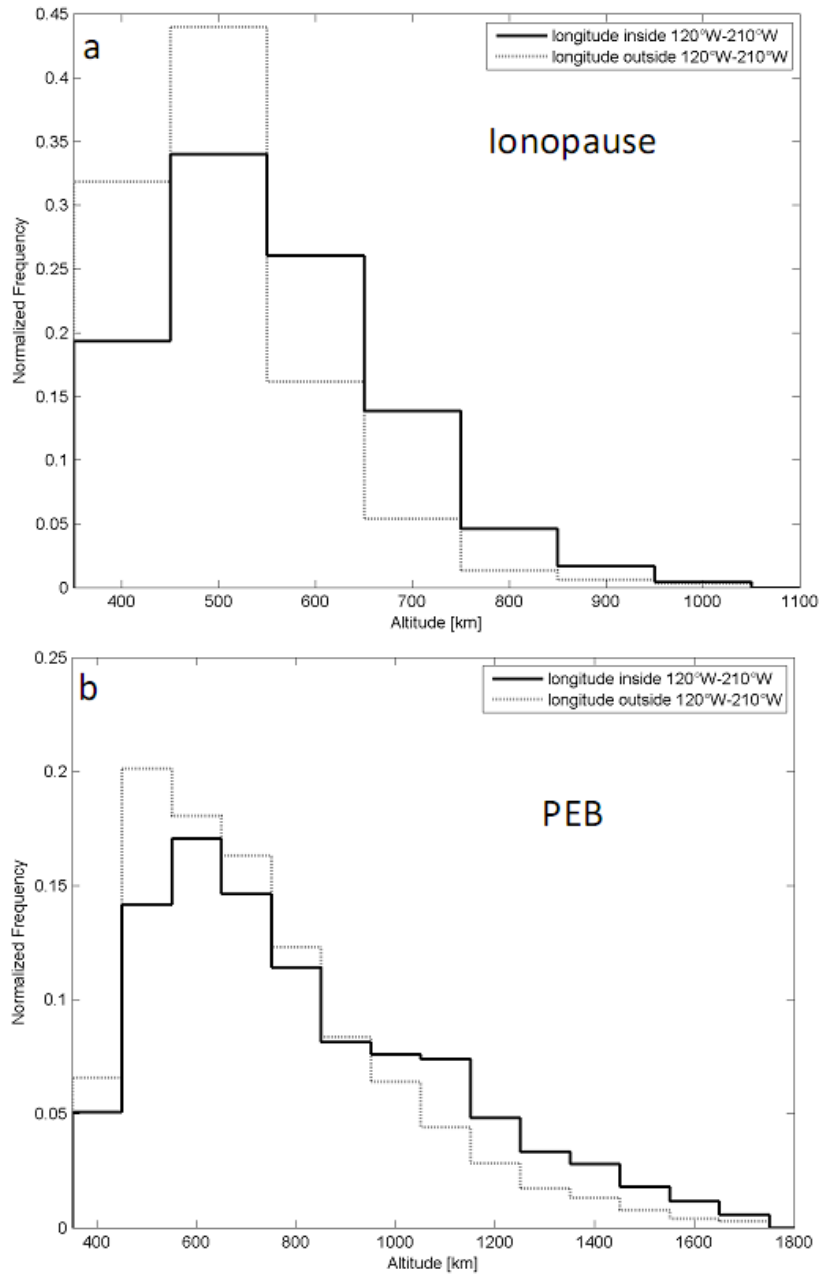 a
longitude inside 120°W-210°W
longitude outside 120°W-210°W
Ionopause
Normalized Frequency
0.45
0.4
0.35
0.3
0.25
0.2
0.15
0.1
0.05
0
400 500 600 700 800 900 1000 1100
Altitude [km]
b
longitude inside 120°W-210°W
longitude outside 120°W-210°W
PEB
Normalized Frequency
0.25
0.2
0.15
0.1
0.05
0
400 600 800 1000 1200 1400 1600 1800
Altitude [km]